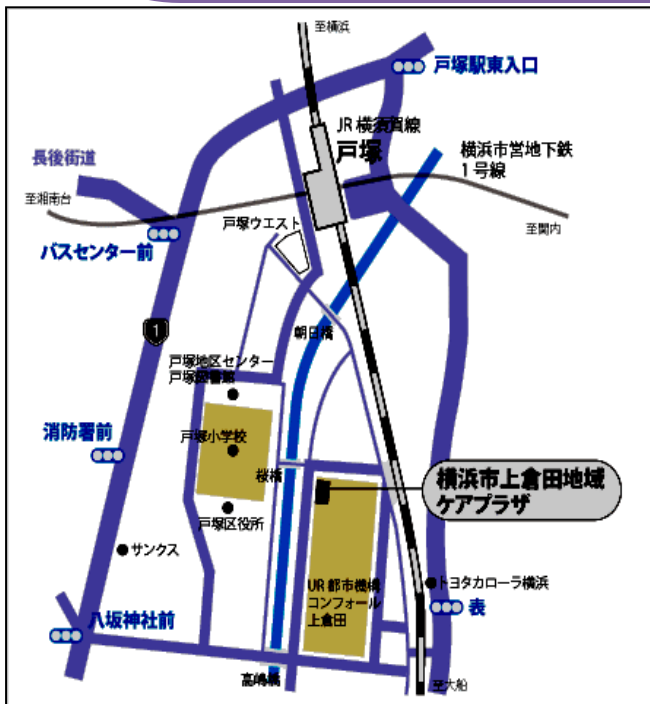 至横浜
戸塚駅東入口
JR 横須賀線
戸塚
横浜市営地下鉄
1号線
長後街道
至湘南台
至関内
戸塚ウエスト
バスセンター前
1
朝日橋
戸塚地区センター
戸塚図書館
消防署前
戸塚小学校
桜橋
横浜市上倉田地域
ケアプラザ
戸塚区役所
サンクス
UR 都市機構
コンフォール
上倉田
トヨタカローラ横浜
表
八坂神社前
高嶋橋
至大船